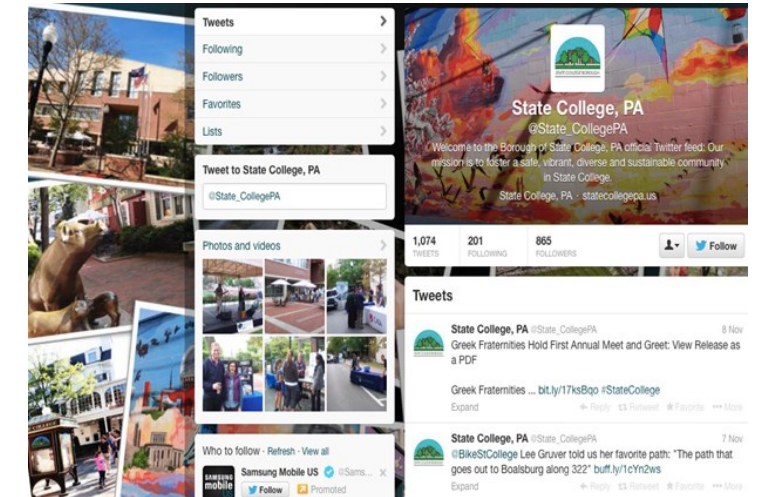 Tweets
Following
Followers
Favorites
Lists
Tweet to State College, PA
@State_CollegePA
Photos and videos
Who to follow · Refresh · View all
SAMSUNG
mobile
Samsung Mobile US @Sams...
Follow
Promoted
STATE COLLEGE BOROUGH
State College, PA
@State_CollegePA
Welcome to the Borough of State College, PA official Twitter feed: Our
mission is to foster a safe, vibrant, diverse and sustainable community
in State College.
State College, PA · statecollegepa.us
1,074
TWEETS
201
FOLLOWING
865
FOLLOWERS
Follow
Tweets
State College, PA @State_CollegePA 8 Nov
Greek Fraternities Hold First Annual Meet and Greet: View Release as
a PDF
Greek Fraternities ... bit.ly/17ksBqo #StateCollege
Expand Reply Retweet Favorite More
State College, PA @State_CollegePA 7 Nov
@BikeStCollege Lee Gruver told us her favorite path: "The path that
goes out to Boalsburg along 322" buff.ly/1cYn2ws
Expand Reply Retweet Favorite More